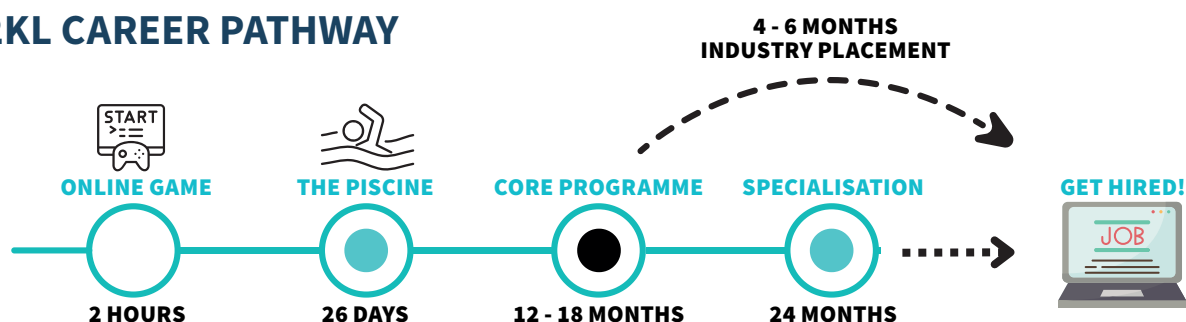 2KL CAREER PATHWAY
4 - 6 MONTHS
INDUSTRY PLACEMENT
START
>:==
ONLINE GAME
THE PISCINE
CORE PROGRAMME
SPECIALISATION
GET HIRED!
JOB
2 HOURS
26 DAYS
12 - 18 MONTHS
24 MONTHS